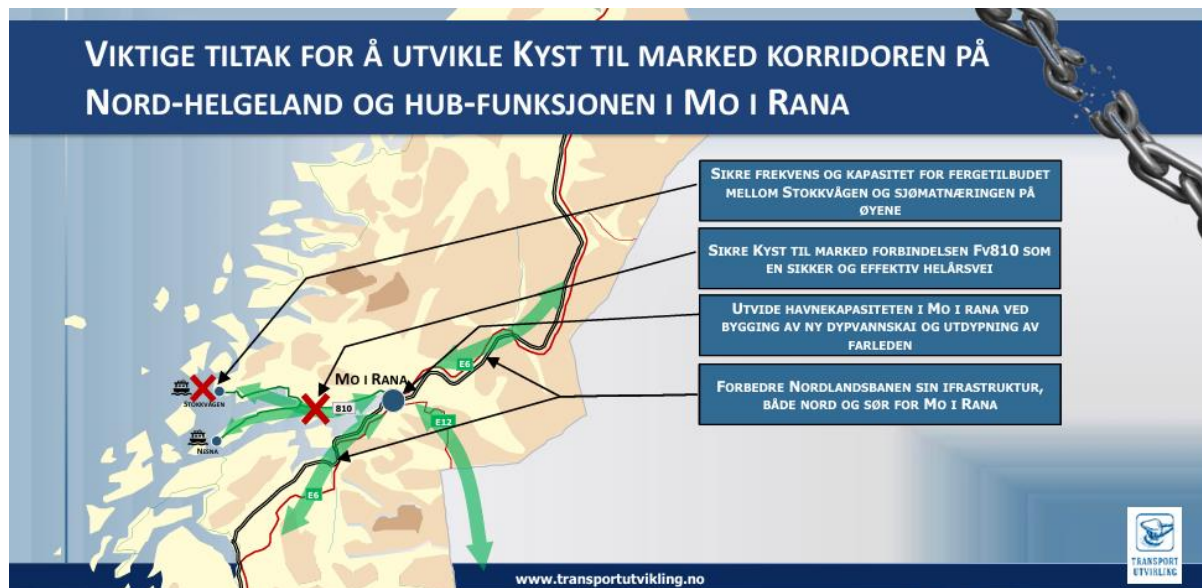 VIKTIGE TILTAK FOR Å UTVIKLE KYST TIL MARKED KORRIDOREN PÅ
NORD-HELGELAND OG HUB-FUNKSJONEN I MO I RANA
SIKRE FREKVENS OG KAPASITET FOR FERGETILBUDET
MELLOM STOKKVÅGEN OG SJØMATNÆRINGEN PÅ
ØYENE
SIKRE KYST TIL MARKED FORBINDELSEN FV810 SOM
EN SIKKER OG EFFEKTIV HELÅRSVEI
UTVIDE HAVNEKAPASITETEN I MO I RANA VED
BYGGING AV NY DYPVANNSKAI OG UTDYPNING AV
FARLEDEN
FORBEDRE NORDLANDSBANEN SIN IFRASTRUKTUR,
BÅDE NORD OG SØR FOR MO I RANA
E6
MO I RANA
STOKKVÅGEN
810
E12
NESNA
E6
www.transportutvikling.no
TRANSPORT
UTVIKLING